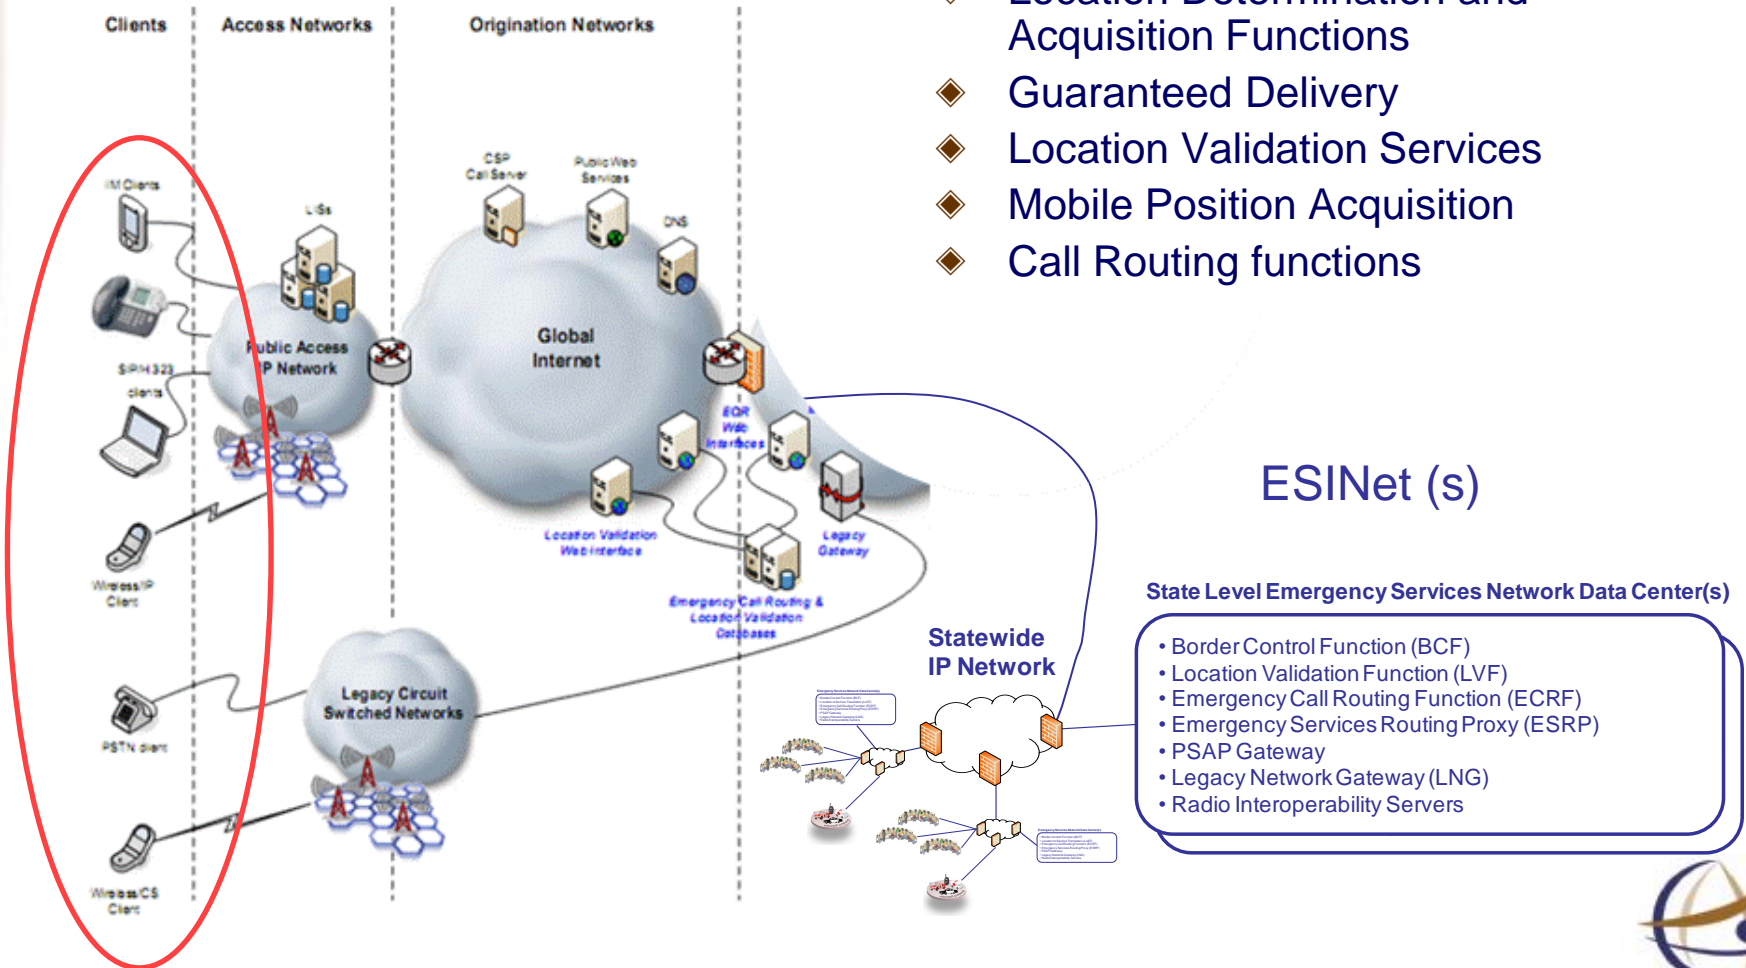 Clients
Access Networks
Origination Networks
Location Determination and
Acquisition Functions
Guaranteed Delivery
Location Validation Services
Mobile Position Acquisition
Call Routing functions
IM Clients
LISs
CSP
Call Server
Public Web
Services
DNS
Public Access
IP Network
Global
Internet
SIP/H.323
clients
EQR
Web
Interfaces
Location Validation
Web Interface
Legacy
Gateway
Wireless/IP
Client
Emergency Call Routing &
Location Validation
Databases
ESINet (s)
State Level Emergency Services Network Data Center(s)
• Border Control Function (BCF)
• Location Validation Function (LVF)
• Emergency Call Routing Function (ECRF)
• Emergency Services Routing Proxy (ESRP)
• PSAP Gateway
• Legacy Network Gateway (LNG)
• Radio Interoperability Servers
Statewide
IP Network
Legacy Circuit
Switched Networks
PSTN client
Wireless/CS
Client